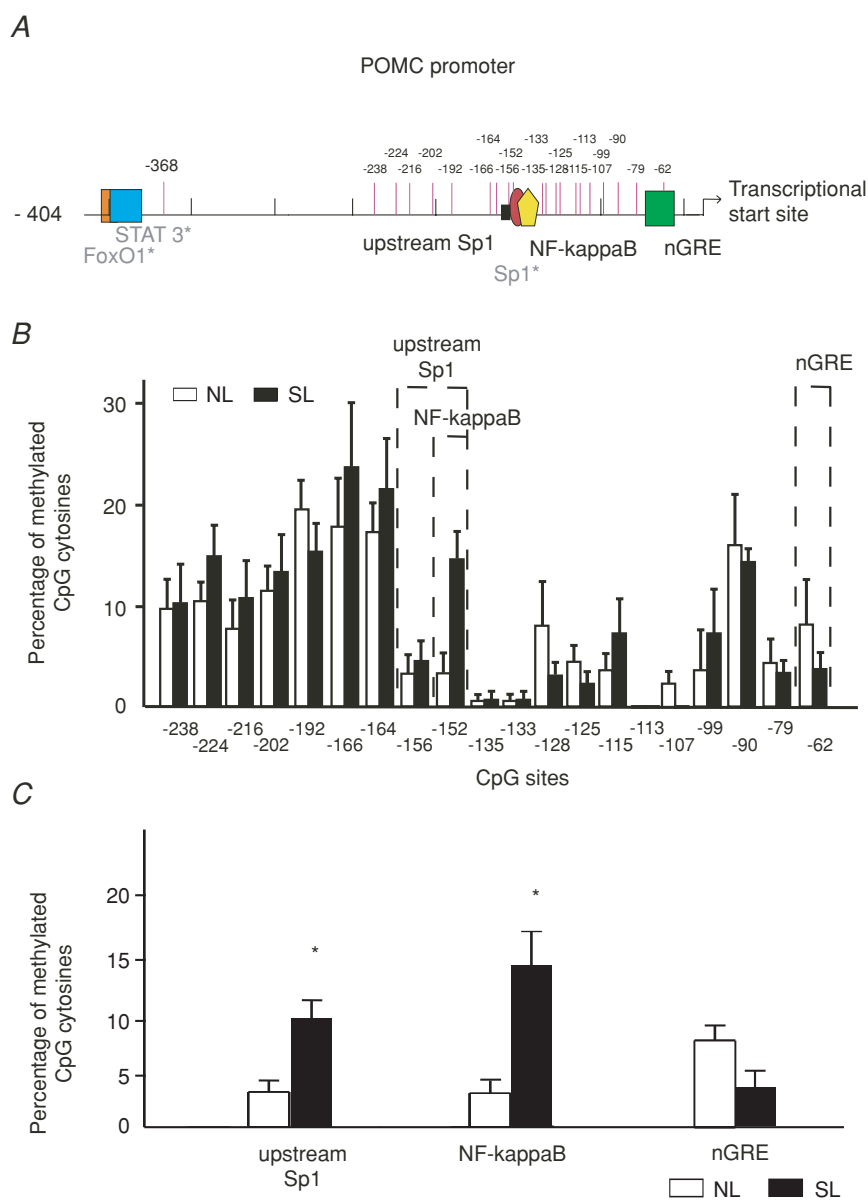 A
POMC promoter
-164 -133 -113 -90
-224 -202 -152 -125 -99
-368 -238 -216 -192 -166 -156 -135 -128 -115 -107 -79 -62
- 404
Transcriptional
start site
STAT 3*
FoxO1*
upstream Sp1
Sp1*
NF-kappaB
nGRE
B
upstream
Sp1
nGRE
NL SL
NF-kappaB
30
20
10
0
Percentage of methylated
CpG cytosines
-238 -216 -192 -164 -152 -133 -125 -113 -99 -79
-224 -202 -166 -156 -135 -128 -115 -107 -90 -62
CpG sites
C
Percentage of methylated
CpG cytosines
20
15
10
5
0
*
*
upstream
Sp1
NF-kappaB
nGRE
NL SL